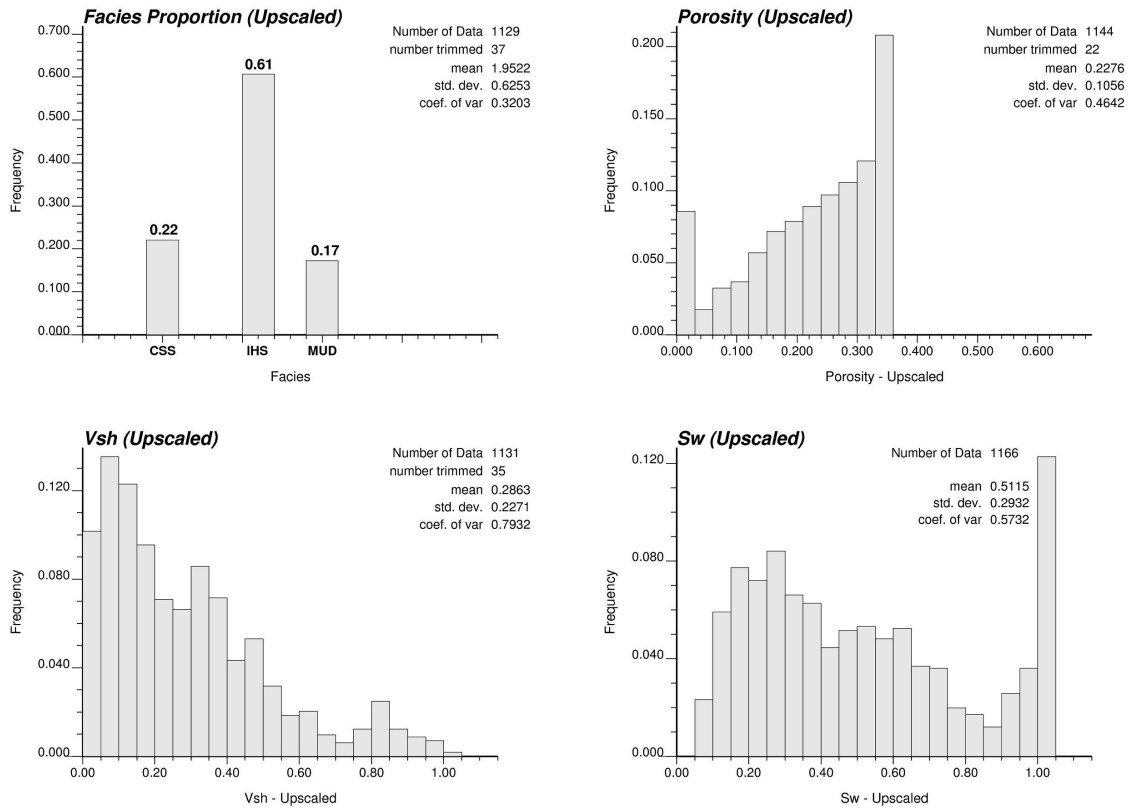 Facies Proportion (Upscaled)
Number of Data 1129
number trimmed 37
mean 1.9522
std. dev. 0.6253
coef. of var 0.3203
Frequency
0.700
0.600
0.500
0.400
0.300
0.200
0.100
0.000
0.22
0.61
0.17
CSS IHS MUD
Facies
Porosity (Upscaled)
Number of Data 1144
number trimmed 22
mean 0.2276
std. dev. 0.1056
coef. of var 0.4642
Frequency
0.200
0.150
0.100
0.050
0.000
0.000 0.100 0.200 0.300 0.400 0.500 0.600
Porosity - Upscaled
Vsh (Upscaled)
Number of Data 1131
number trimmed 35
mean 0.2863
std. dev. 0.2271
coef. of var 0.7932
Frequency
0.120
0.080
0.040
0.000
0.00 0.20 0.40 0.60 0.80 1.00
Vsh - Upscaled
Sw (Upscaled)
Number of Data 1166
mean 0.5115
std. dev. 0.2932
coef. of var 0.5732
Frequency
0.120
0.080
0.040
0.000
0.00 0.20 0.40 0.60 0.80 1.00
Sw - Upscaled